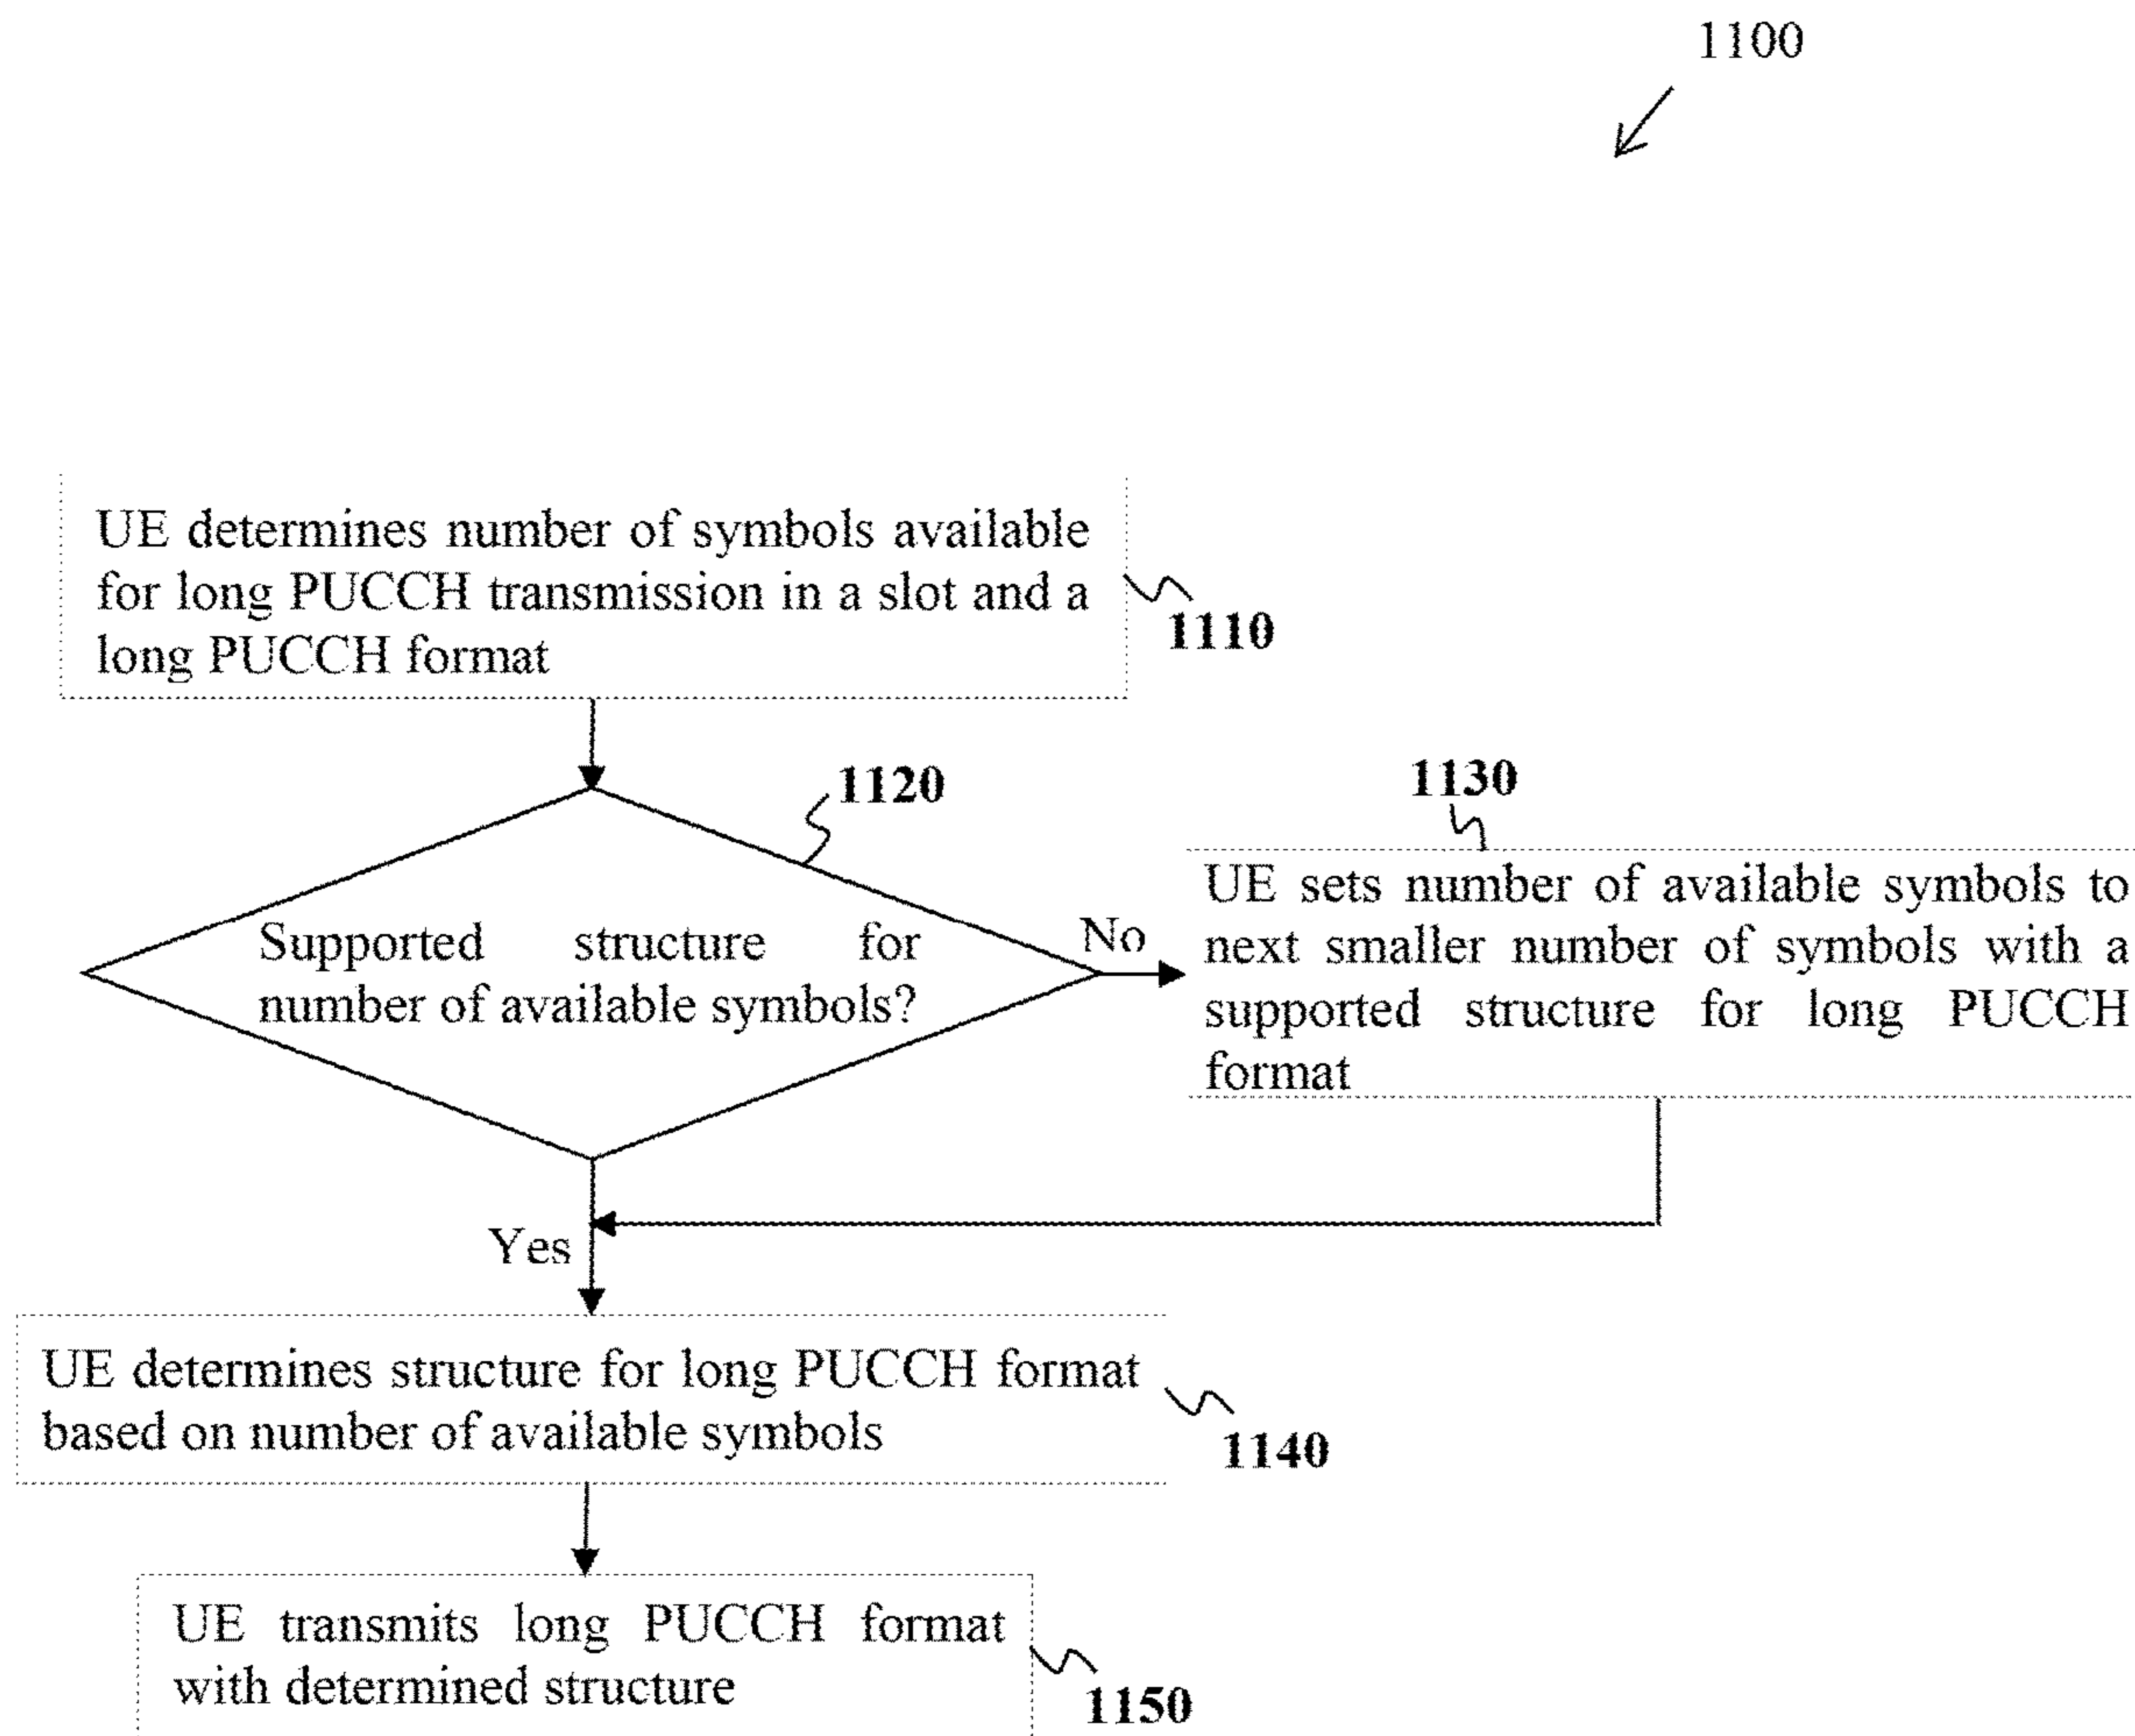 1100
UE determines number of symbols available
for long PUCCH transmission in a slot and a
long PUCCH format
1110
1120
Supported structure for
number of available symbols?
No
1130
UE sets number of available symbols to
next smaller number of symbols with a
supported structure for long PUCCH
format
Yes
UE determines structure for long PUCCH format
based on number of available symbols
1140
UE transmits long PUCCH format
with determined structure
1150